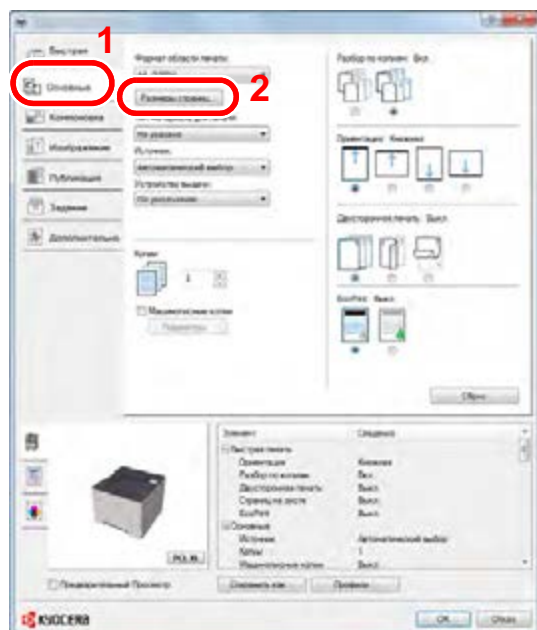 1
Быстрая
Основные
Компоновка
Изображение
Публикация
Задание
Дополнительно
Формат области печати:
2
Размеры страниц...
По умолчанию
Источник:
Автоматический выбор
Устройство выдачи:
По умолчанию
Копии:
1
Машинописные копии
Параметры
Разбор по копиям: Вкл.
Ориентация: Книжная
Двусторонняя печать: Выкл.
EcoPrint: Выкл.
Сброс
Элемент Сведения
Быстрая печать
Ориентация Книжная
Разбор по копиям Вкл.
Двусторонняя печать Выкл.
Страниц на листе Выкл.
EcoPrint Выкл.
Основные
Источник Автоматический выбор
Копии 1
Машинописные копии Выкл.
PCL XL
Предварительный Просмотр
Сохранить как...
Профили...
KYOCERA
OK
Отмена